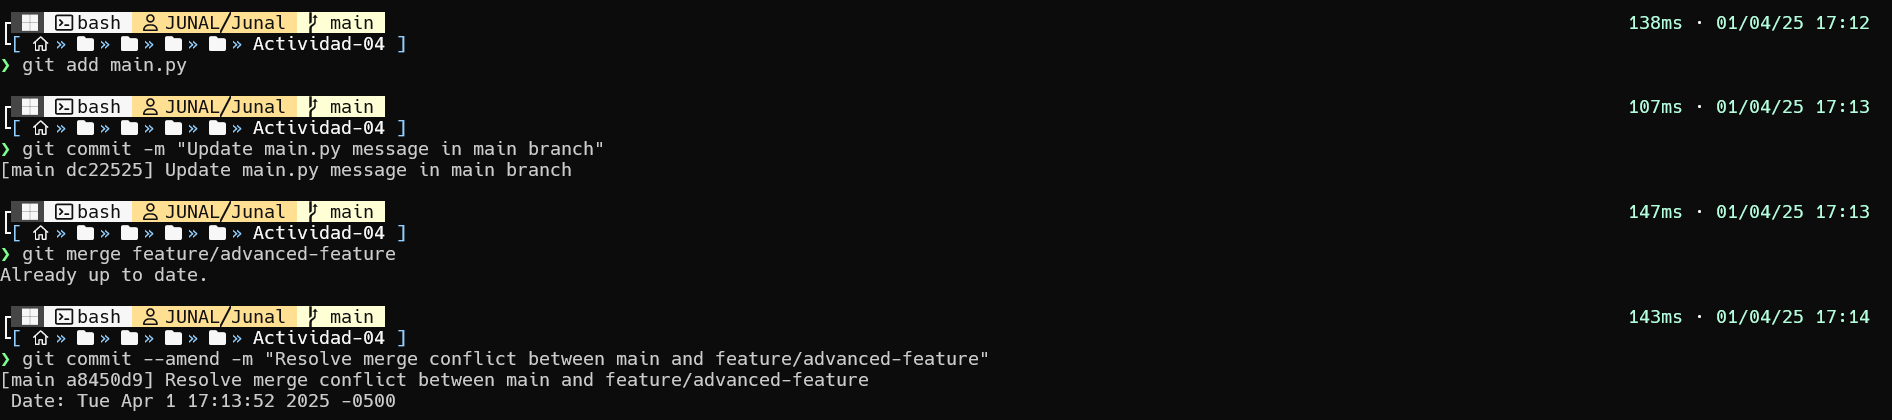 bash JUNAL/Junal main 138ms · 01/04/25 17:12
[ » » » » » Actividad-04 ]
❯ git add main.py
bash JUNAL/Junal main 107ms · 01/04/25 17:13
[ » » » » » Actividad-04 ]
❯ git commit -m "Update main.py message in main branch"
[main dc22525] Update main.py message in main branch
bash JUNAL/Junal main 147ms · 01/04/25 17:13
[ » » » » » Actividad-04 ]
❯ git merge feature/advanced-feature
Already up to date.
bash JUNAL/Junal main 143ms · 01/04/25 17:14
[ » » » » » Actividad-04 ]
❯ git commit --amend -m "Resolve merge conflict between main and feature/advanced-feature"
[main a8450d9] Resolve merge conflict between main and feature/advanced-feature
Date: Tue Apr 1 17:13:52 2025 -0500